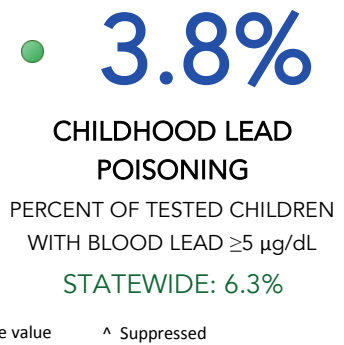 3.8%
CHILDHOOD LEAD
POISONING
PERCENT OF TESTED CHILDREN
WITH BLOOD LEAD ≥5 µg/dL
STATEWIDE: 6.3%
value ^ Suppressed